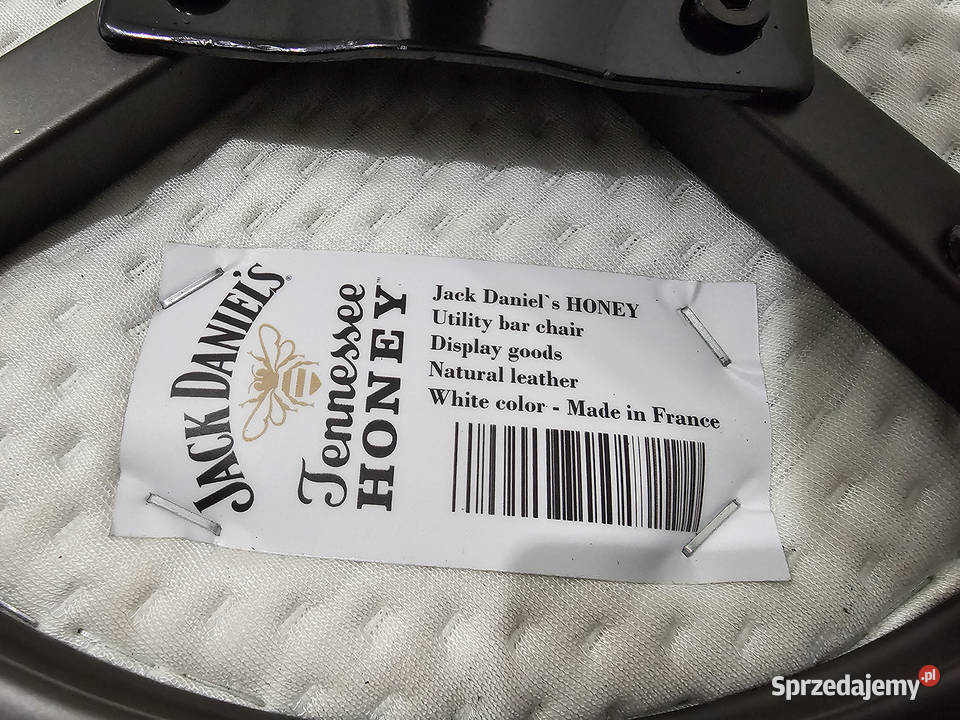 JACK DANIEL'S®
Tennessee
HONEY™
Jack Daniel`s HONEY
Utility bar chair
Display goods
Natural leather
White color - Made in France
Sprzedajemy.pl